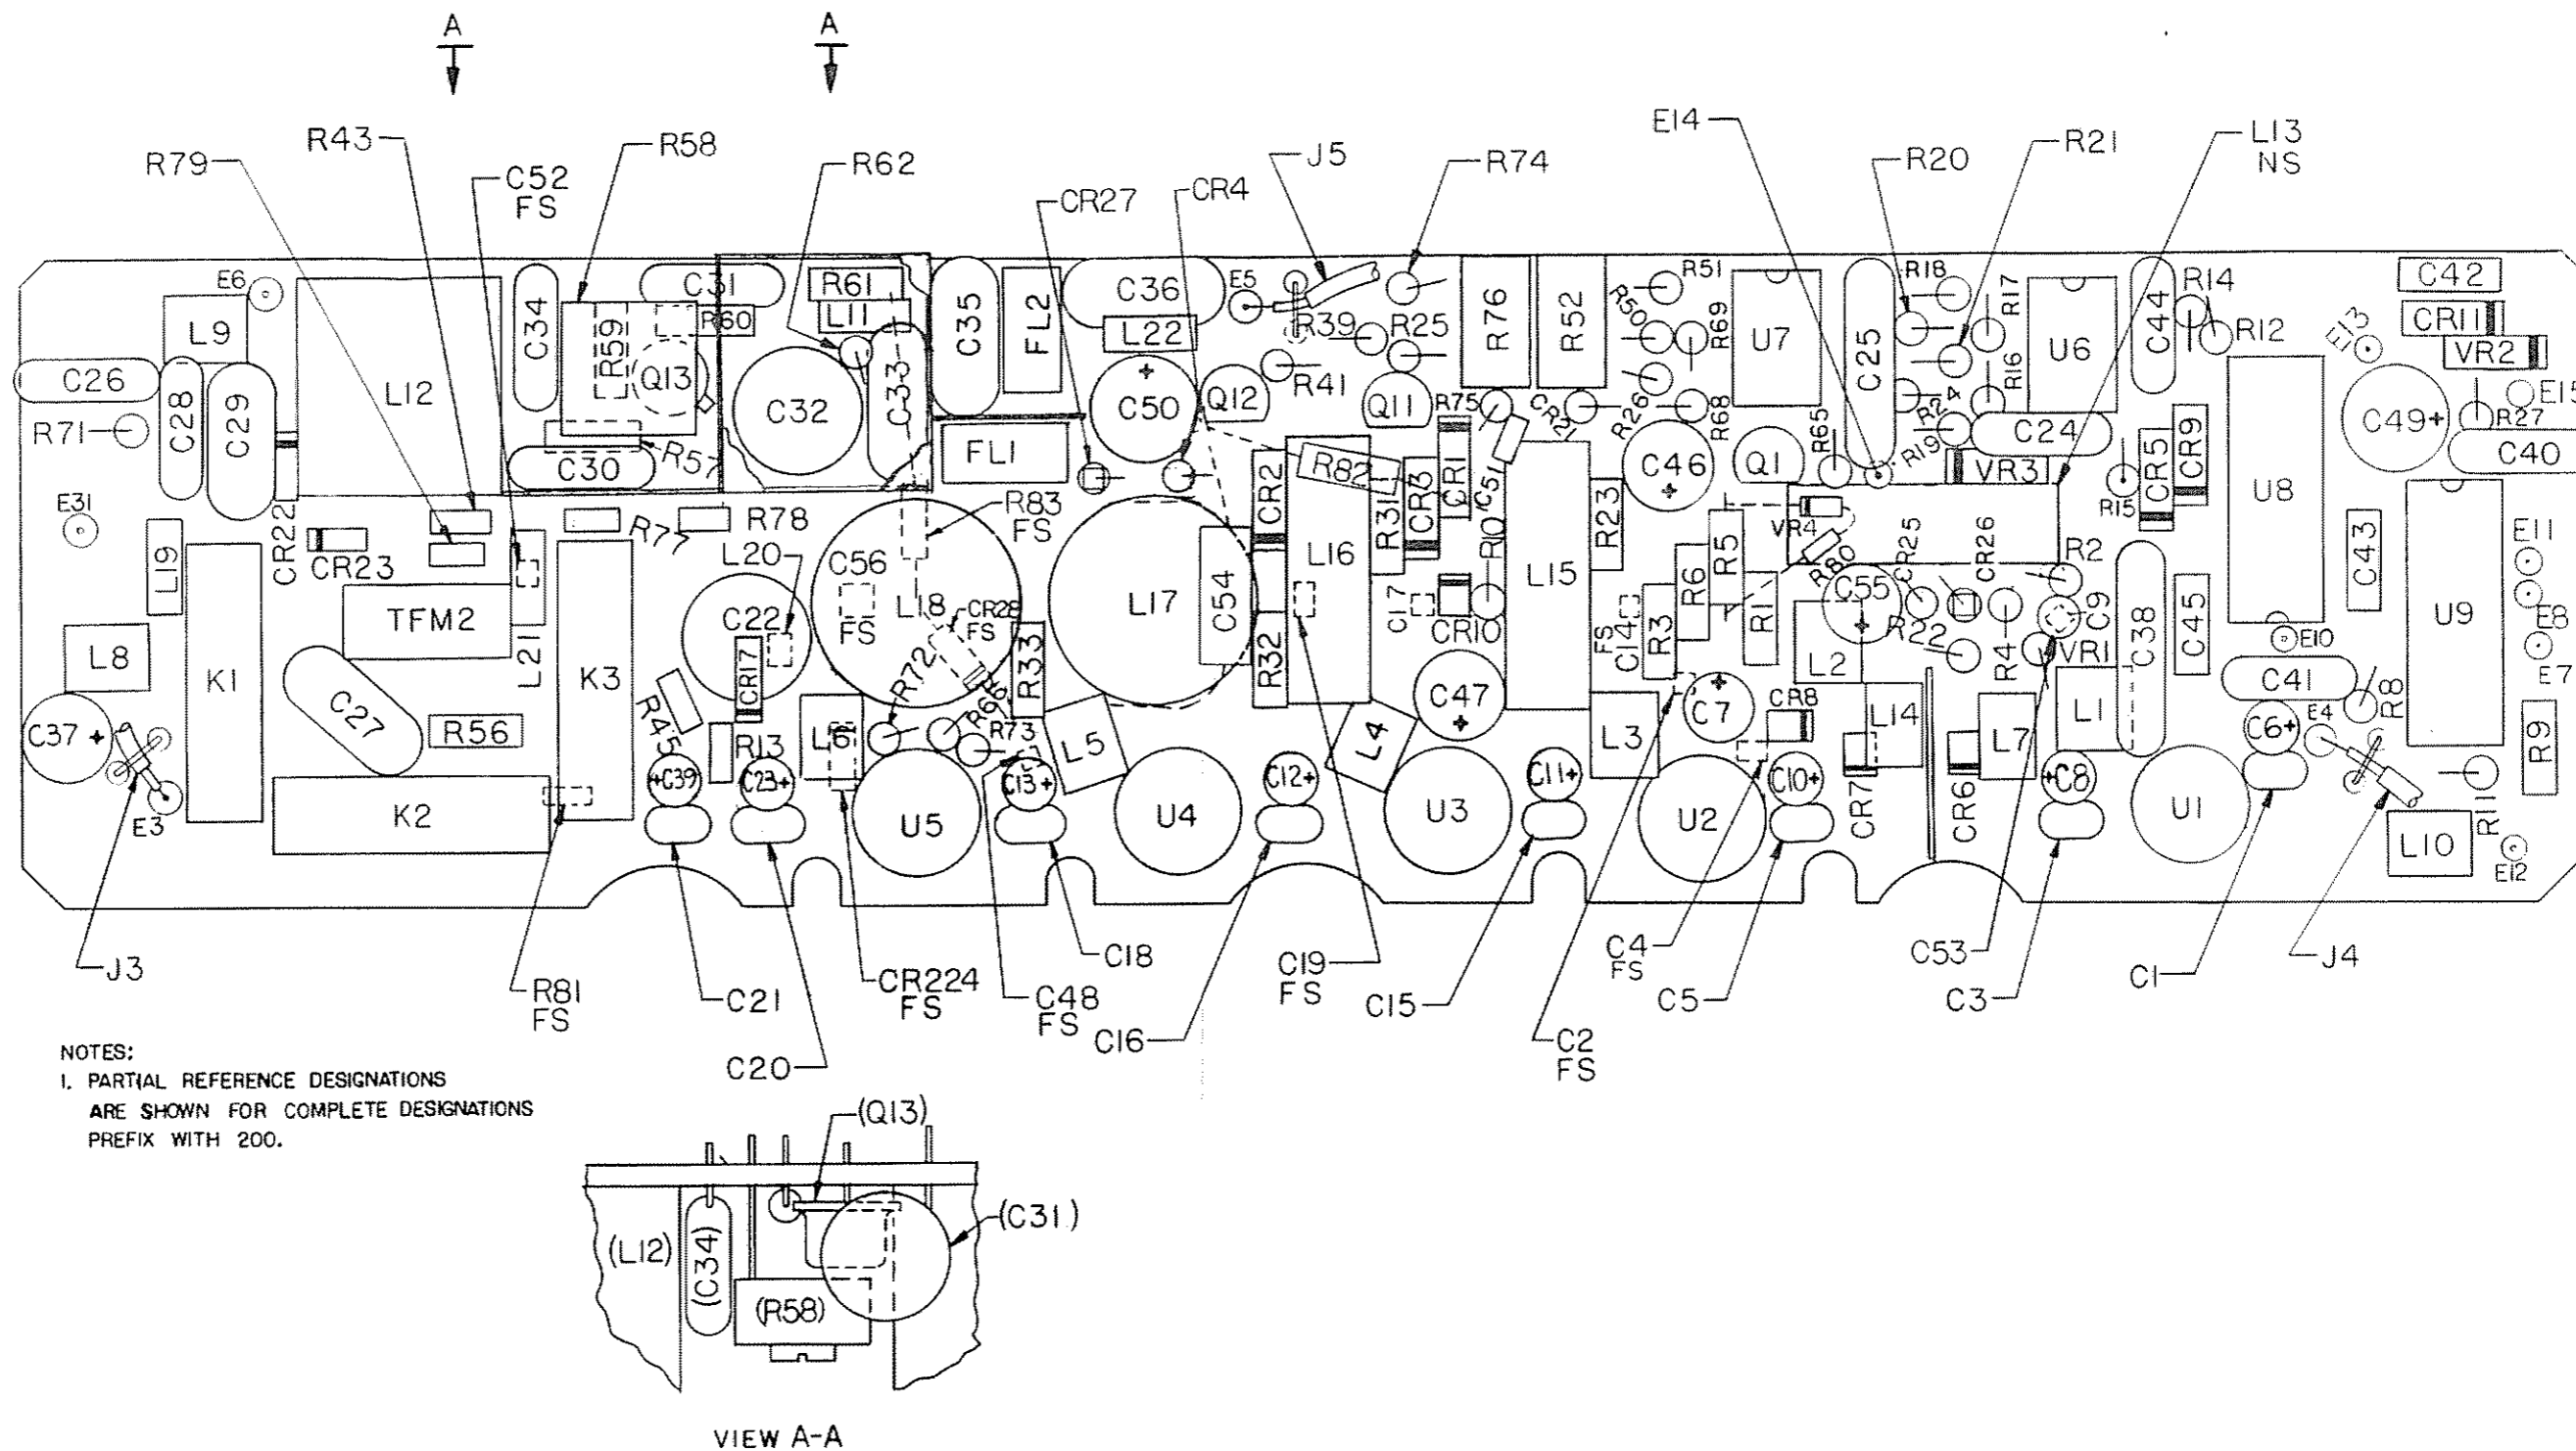 A
A
R79
R43
C52
FS
R58
R62
CR27
CR4
J5
R74
E14
R20
R21
L13
NS
E6
L9
C26
R71
C28
C29
L12
C34
R59
C31
R60
Q13
R57
C30
R61
L11
C32
C33
C35
FL2
FL1
C36
L22
C50
E5
R39
R25
R41
Q12
Q11
R76
R52
R75
CR21
R51
R50
R69
R26
R68
U7
C25
R18
R17
R16
R24
R19
R65
U6
C44
R14
R12
E13
C42
CR11
VR2
E15
R27
C49+
C40
C24
VR3
C46
+
Q1
CR5
CR9
R15
U8
E31
L19
CR22
CR23
R77
R78
L20
R83
FS
C56
FS
L18
CR28
FS
L17
C54
CR2
R82
L16
R31
CR3
CR1
C51
R10
L15
R23
R5
R6
R3
R1
VR4
R80
CR25
CR26
R2
C55
+
C9
C38
C45
C43
U9
E11
E8
E7
E10
K1
TFM2
L21
K3
C22
CR17
R72
R67
R33
R32
C17
CR10
FS
C14
L2
R22
R4
VR1
C41
R8
L8
C37 +
C27
R56
R45
R13
L6
R73
L5
L4
C47
+
L3
C7
+
CR8
L14
L7
L1
C6+
E4
R9
E3
K2
+C39
C23+
U5
C13+
U4
C12+
U3
C11+
U2
C10+
CR7
CR6
+C8
U1
R11
L10
E12
J3
R81
FS
C21
C20
CR224
FS
C48
FS
C18
C16
C19
FS
C15
C2
FS
C4
FS
C5
C53
C3
C1
J4
NOTES:
1. PARTIAL REFERENCE DESIGNATIONS
ARE SHOWN FOR COMPLETE DESIGNATIONS
PREFIX WITH 200.
(Q13)
(C31)
(L12)
(C34)
(R58)
VIEW A-A